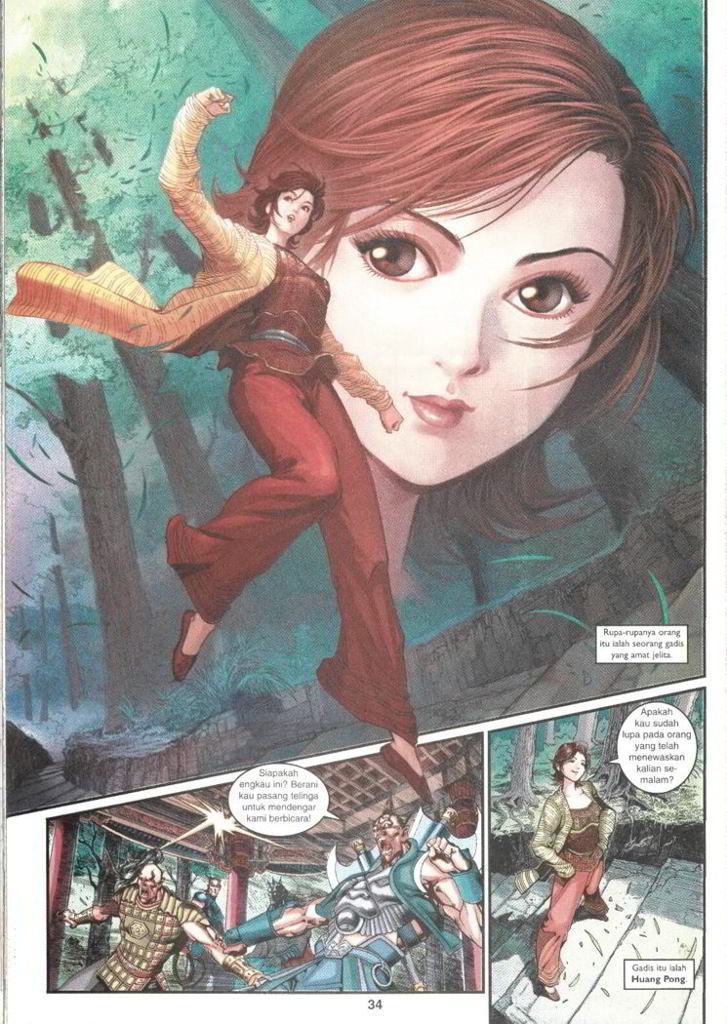 Rupa-rupanya orang
itu ialah seorang gadis
yang amat jelita.
Siapakah
engkau ini? Berani
kau pasang telinga
untuk mendengar
kami berbicara!
Apakah
kau sudah
lupa pada orang
yang telah
menewaskan
kalian se-
malam?
Gadis itu ialah
Huang Pong.
34